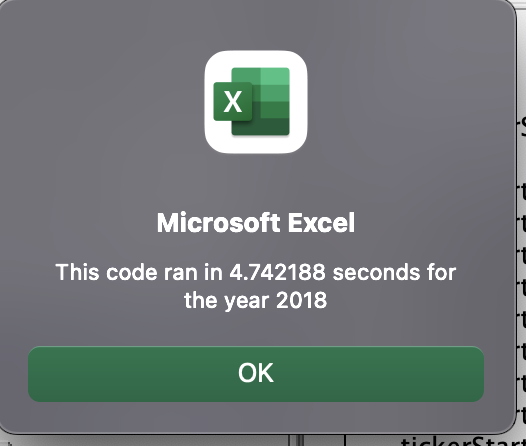 X
Microsoft Excel
This code ran in 4.742188 seconds for
the year 2018
OK
tickerStart